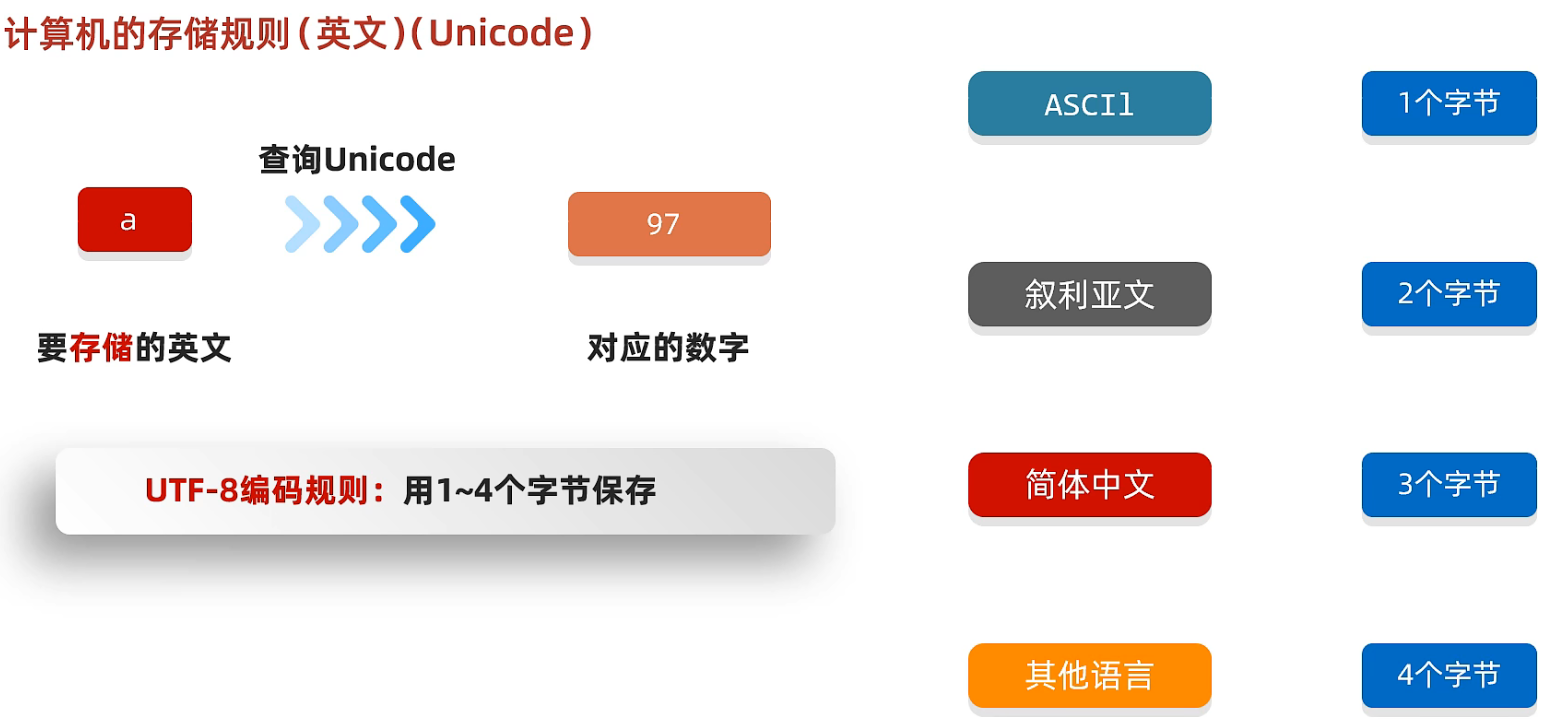 计算机的存储规则(英文)(Unicode)
查询Unicode
a
97
要存储的英文
对应的数字
UTF-8编码规则：用1~4个字节保存
ASCIl
1个字节
叙利亚文
2个字节
简体中文
3个字节
其他语言
4个字节